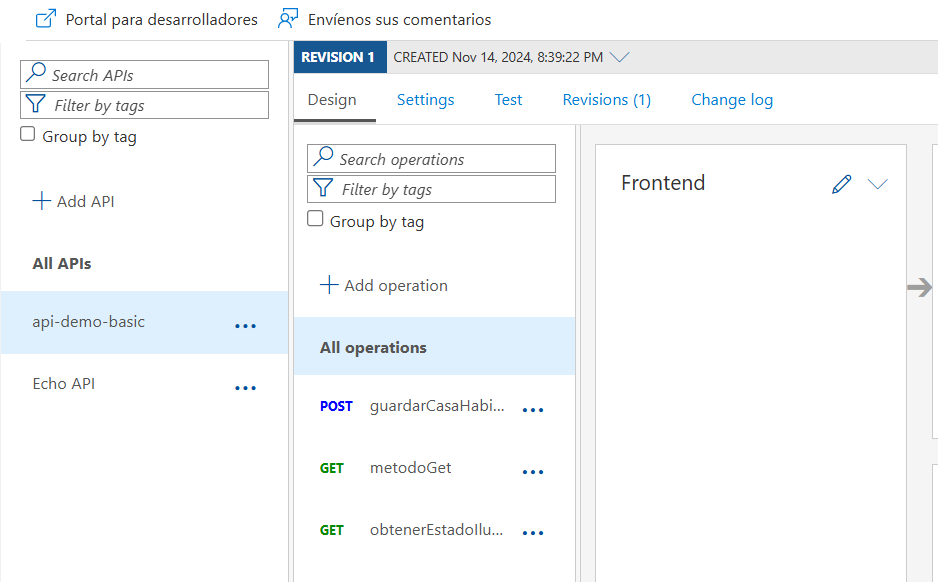 Portal para desarrolladores
Envíenos sus comentarios
Search APIs
Filter by tags
Group by tag
Add API
All APIs
api-demo-basic
Echo API
REVISION 1
CREATED Nov 14, 2024, 8:39:22 PM
Design
Settings
Test
Revisions (1)
Change log
Search operations
Filter by tags
Group by tag
Add operation
All operations
POST guardarCasaHabi...
GET metodoGet
GET obtenerEstadoIlu...
Frontend